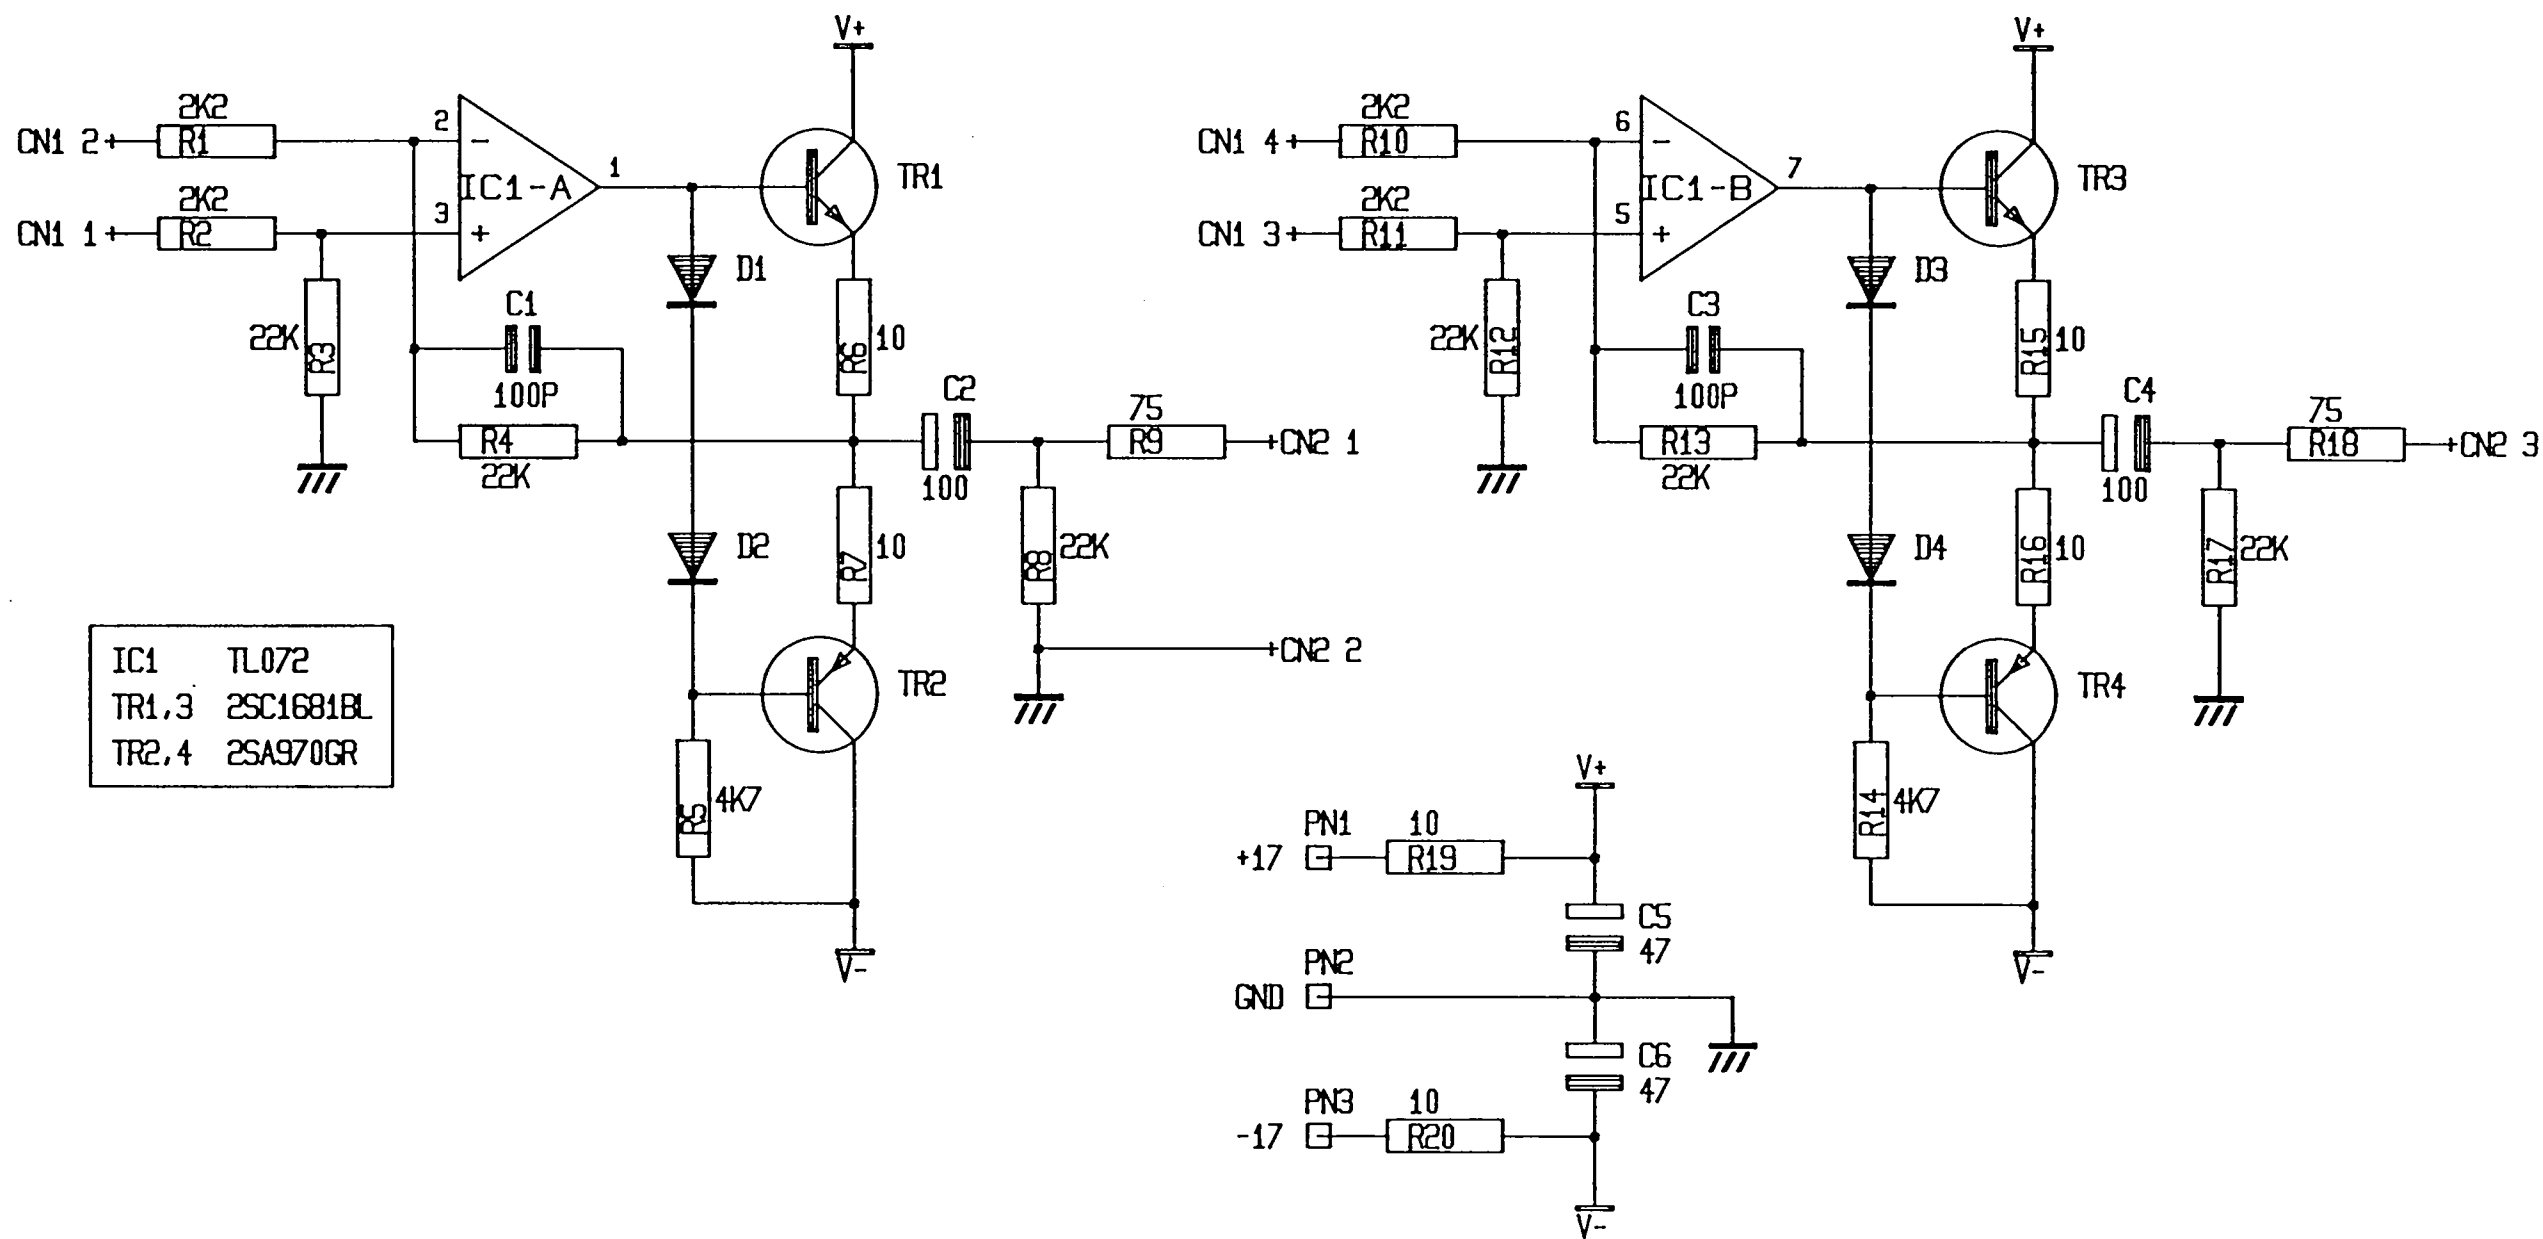 V+
2K2
CN1 2
R1
2
-
IC1-A
1
TR1
2K2
CN1 1
R2
3
+
D1
C1
22K
R3
100P
R6
10
R4
22K
C2
100
75
R9
CN2 1
D2
R7
10
R8
22K
CN2 2
TR2
R5
4K7
V-
IC1 TL072
TR1,3 2SC1681BL
TR2,4 2SA970GR
V+
2K2
CN1 4
R10
6
-
IC1-B
7
TR3
2K2
CN1 3
R11
5
+
D3
C3
22K
R12
100P
R15
10
R13
22K
C4
100
75
R18
CN2 3
D4
R16
10
R17
22K
TR4
R14
4K7
V-
V+
PN1
10
+17
R19
C5
47
PN2
GND
C6
47
PN3
10
-17
R20
V-